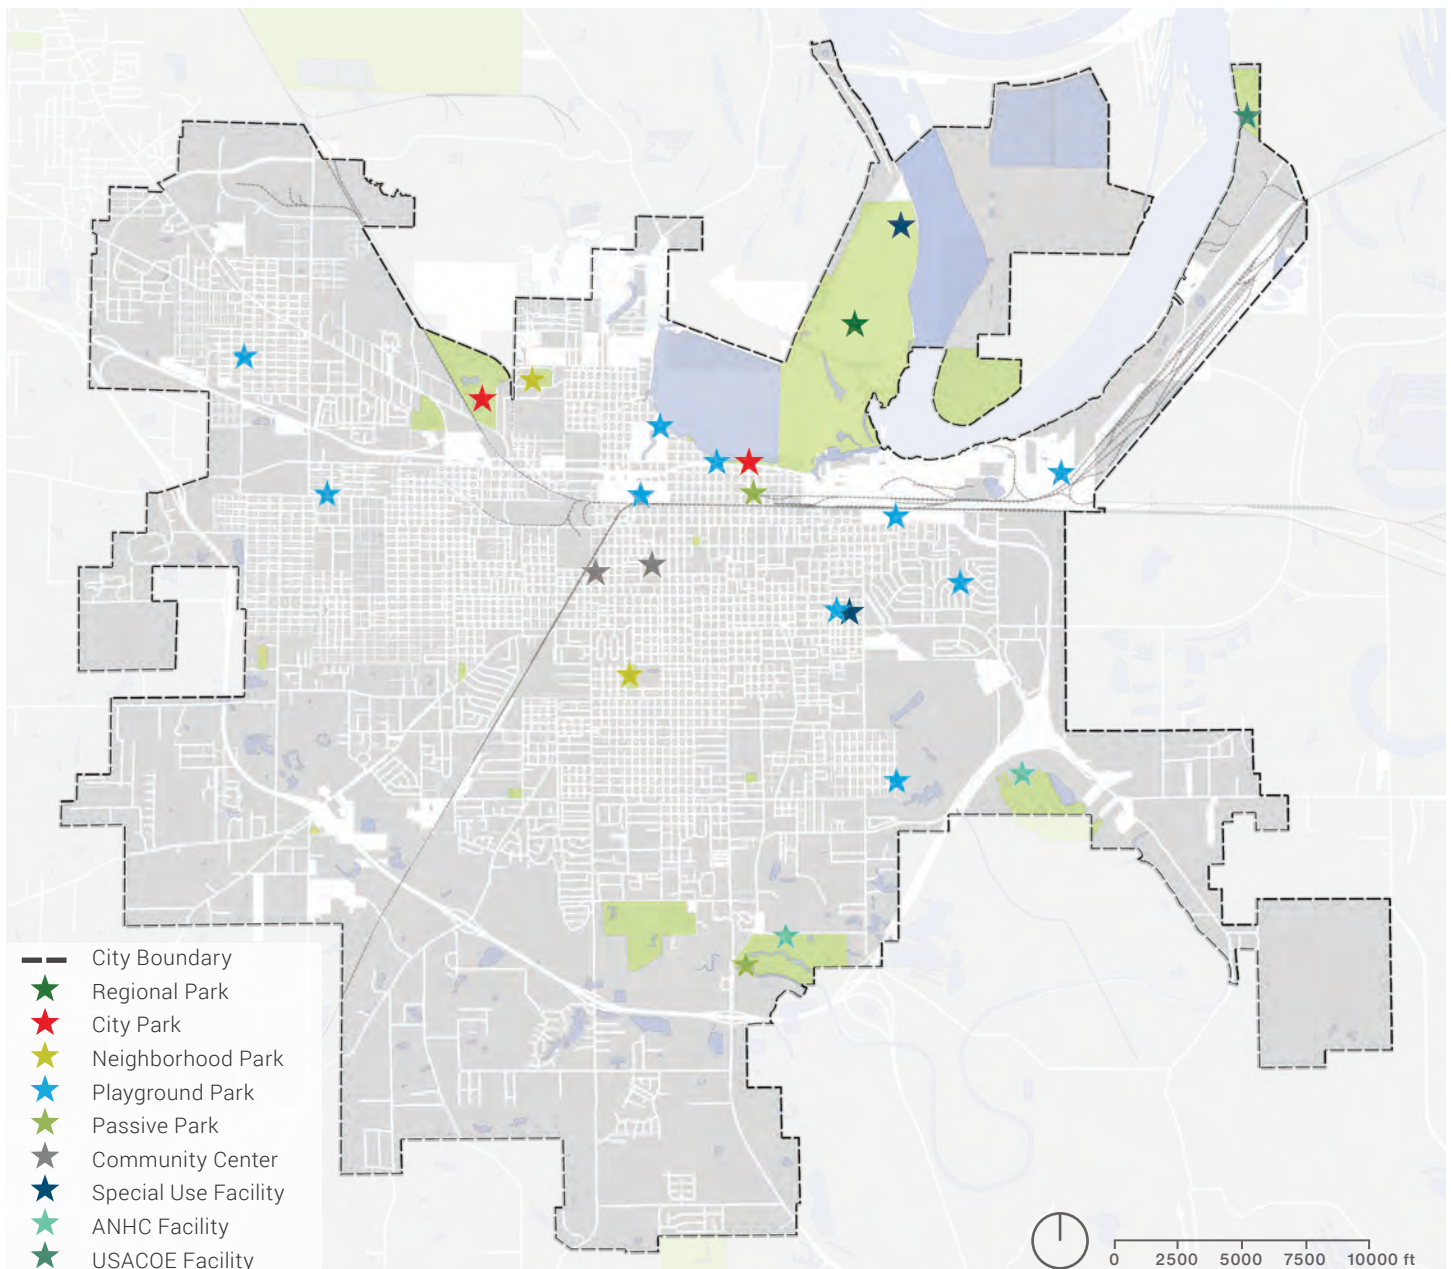 City Boundary
Regional Park
City Park
Neighborhood Park
Playground Park
Passive Park
Community Center
Special Use Facility
ANHC Facility
USACOE Facility
0 2500 5000 7500 10000 ft